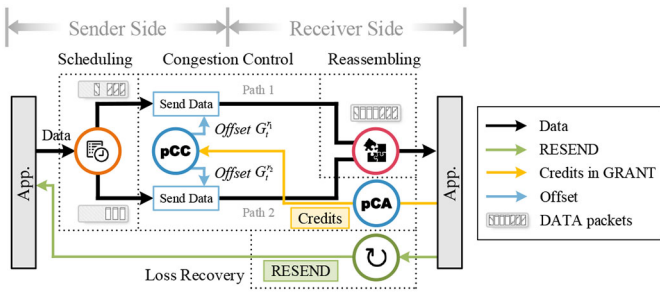 Sender Side
Receiver Side
Scheduling
Congestion Control
Reassembling
Path 1
Send Data
Offset G_t^{r_1}
Data
App.
pCC
App.
Offset G_t^{r_2}
Send Data
Path 2
Credits
pCA
Loss Recovery
RESEND
Data
RESEND
Credits in GRANT
Offset
DATA packets